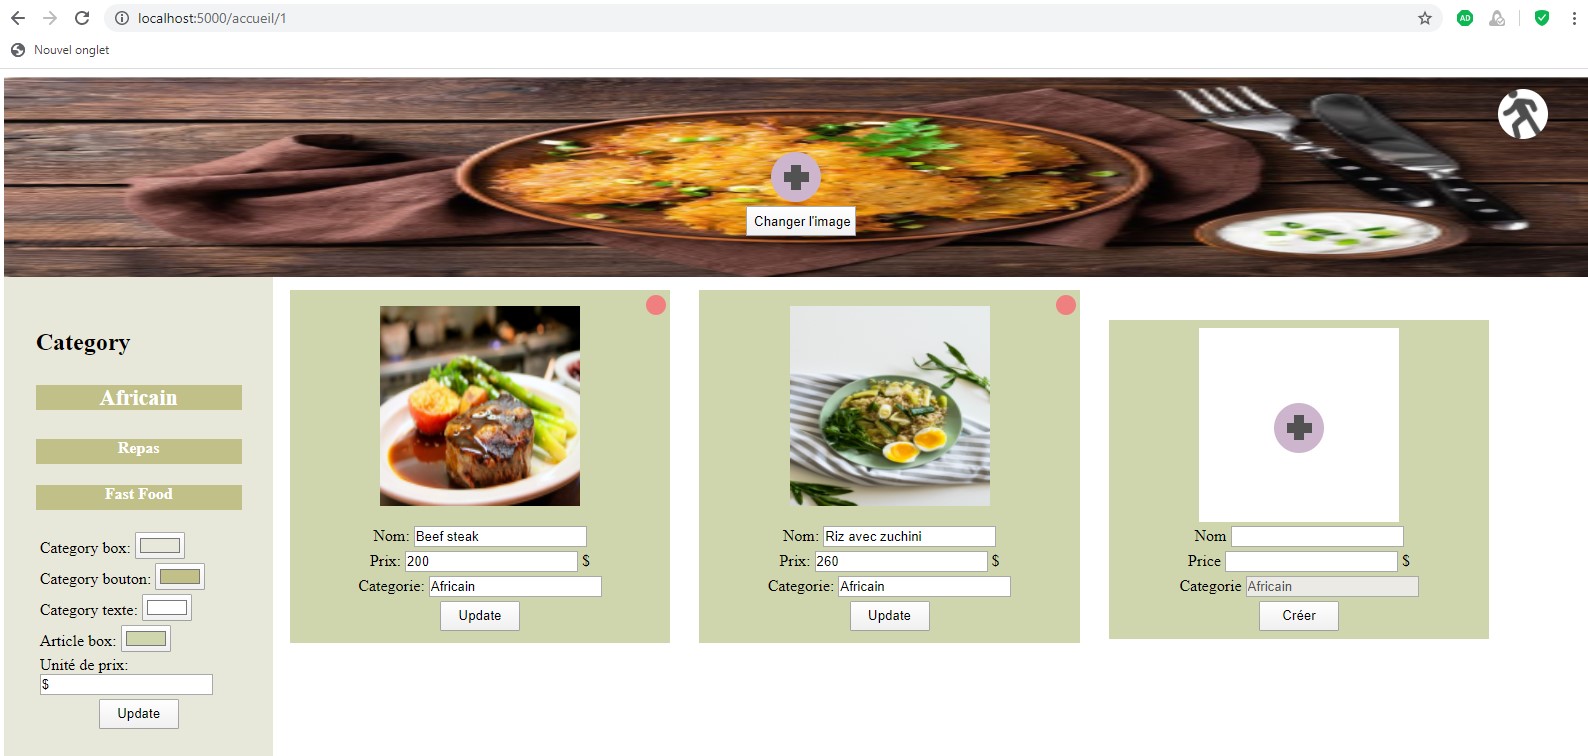 localhost:5000/accueil/1
AD
Nouvel onglet
Changer l'image
Category
Africain
Repas
Fast Food
Category box:
Category bouton:
Category texte:
Article box:
Unité de prix:
$
Update
Nom: Beef steak
Prix: 200 $
Categorie: Africain
Update
Nom: Riz avec zuchini
Prix: 260 $
Categorie: Africain
Update
Nom
Price $
Categorie Africain
Créer